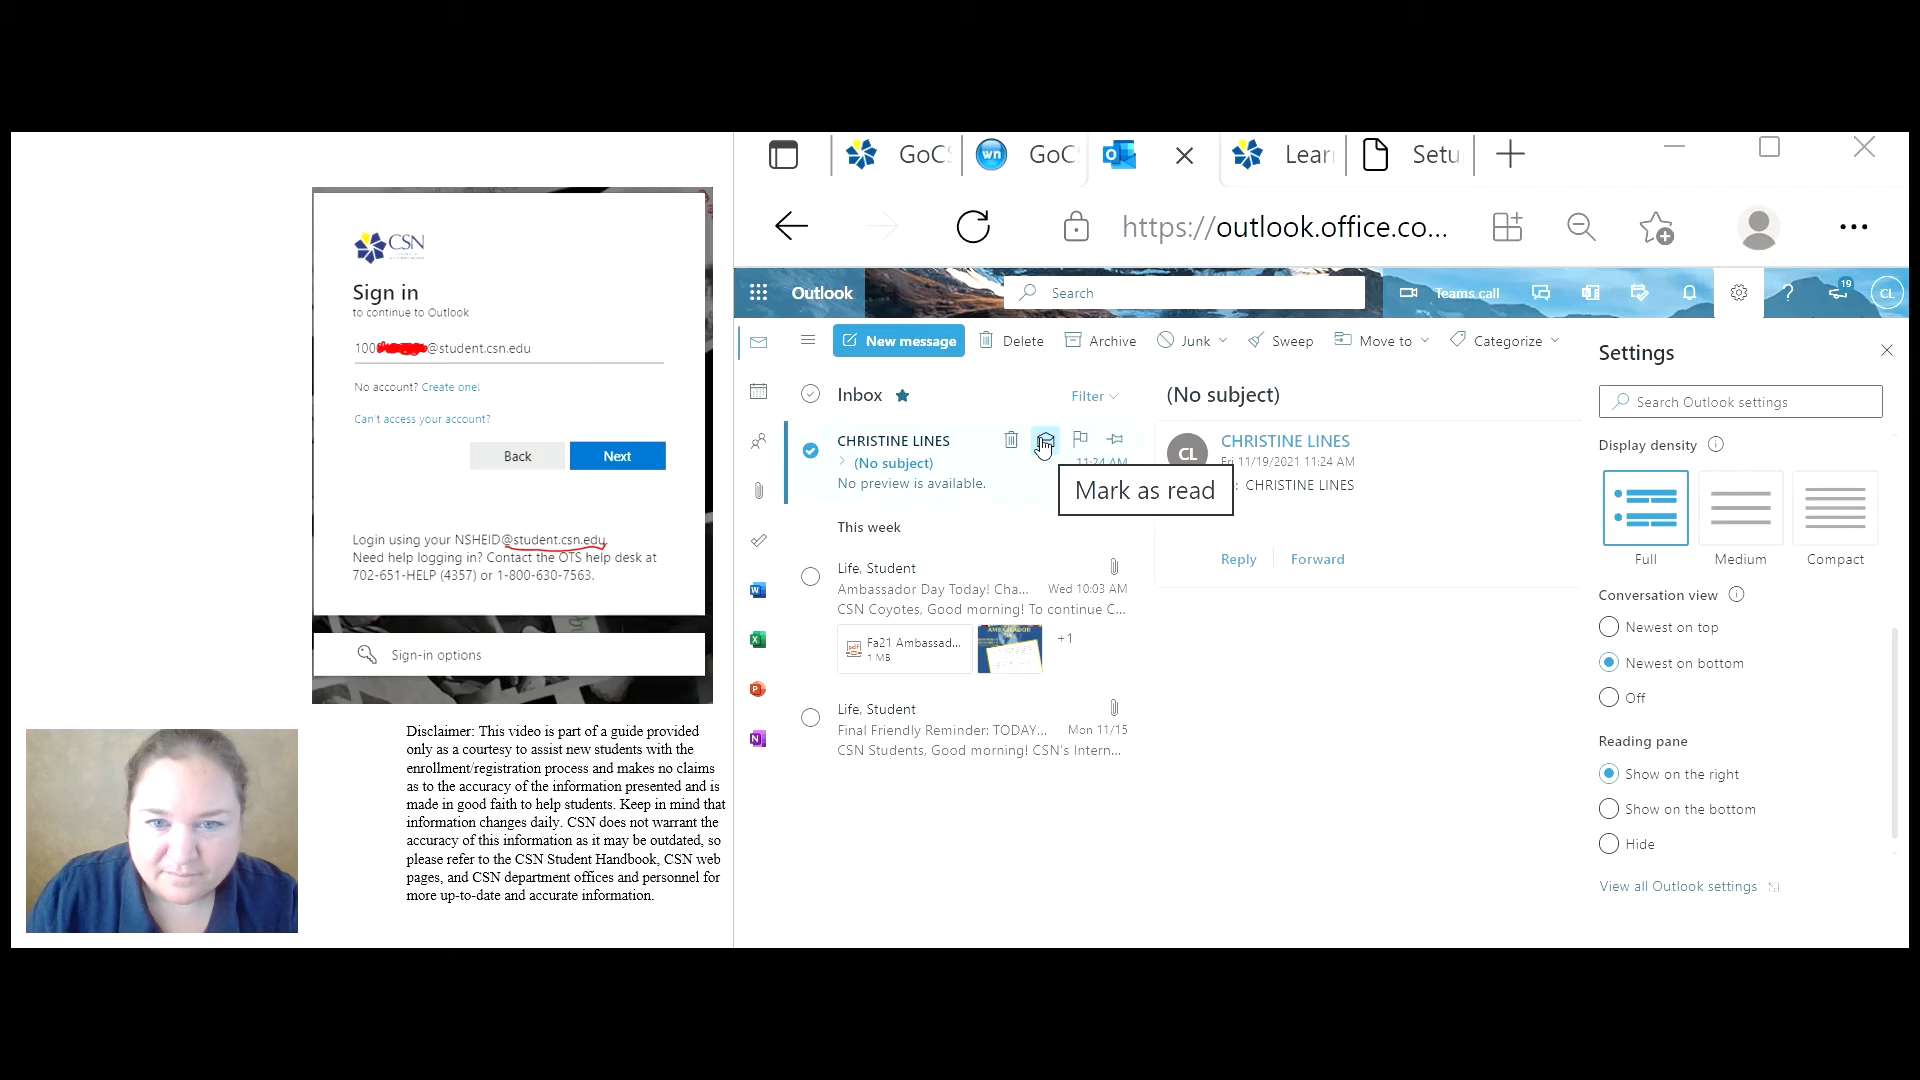 GoCS
GoCS
Lear
Setu
https://outlook.office.co...
CSN
Sign in
to continue to Outlook
@student.csn.edu
No account? Create one!
Can't access your account?
Back
Next
Login using your NSHEID@student.csn.edu.
Need help logging in? Contact the OTS help desk at
702-651-HELP (4357) or 1-800-630-7563.
Sign-in options
Disclaimer: This video is part of a guide provided
only as a courtesy to assist new students with the
enrollment/registration process and makes no claims
as to the accuracy of the information presented and is
made in good faith to help students. Keep in mind that
information changes daily. CSN does not warrant the
accuracy of this information as it may be outdated, so
please refer to the CSN Student Handbook, CSN web
pages, and CSN department offices and personnel for
more up-to-date and accurate information.
Outlook
Search
Teams call
19
CL
New message
Delete
Archive
Junk
Sweep
Move to
Categorize
Inbox
Filter
CHRISTINE LINES
(No subject)
11:24 AM
No preview is available.
Mark as read
This week
Life, Student
Ambassador Day Today! Cha...
Wed 10:03 AM
CSN Coyotes, Good morning! To continue C...
Fa21 Ambassad...
1 MB
+1
Life, Student
Final Friendly Reminder: TODAY...
Mon 11/15
CSN Students, Good morning! CSN's Intern...
(No subject)
CL
CHRISTINE LINES
Fri 11/19/2021 11:24 AM
: CHRISTINE LINES
Reply
Forward
Settings
Search Outlook settings
Display density
Full
Medium
Compact
Conversation view
Newest on top
Newest on bottom
Off
Reading pane
Show on the right
Show on the bottom
Hide
View all Outlook settings